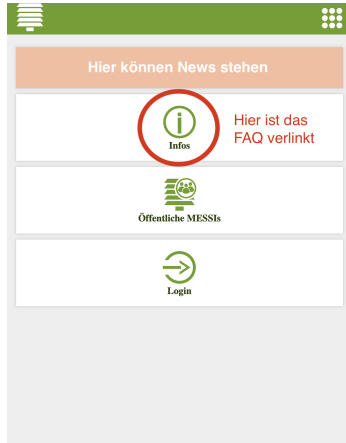 Hier können News stehen
Infos
Hier ist das
FAQ verlinkt
Öffentliche MESSIs
Login